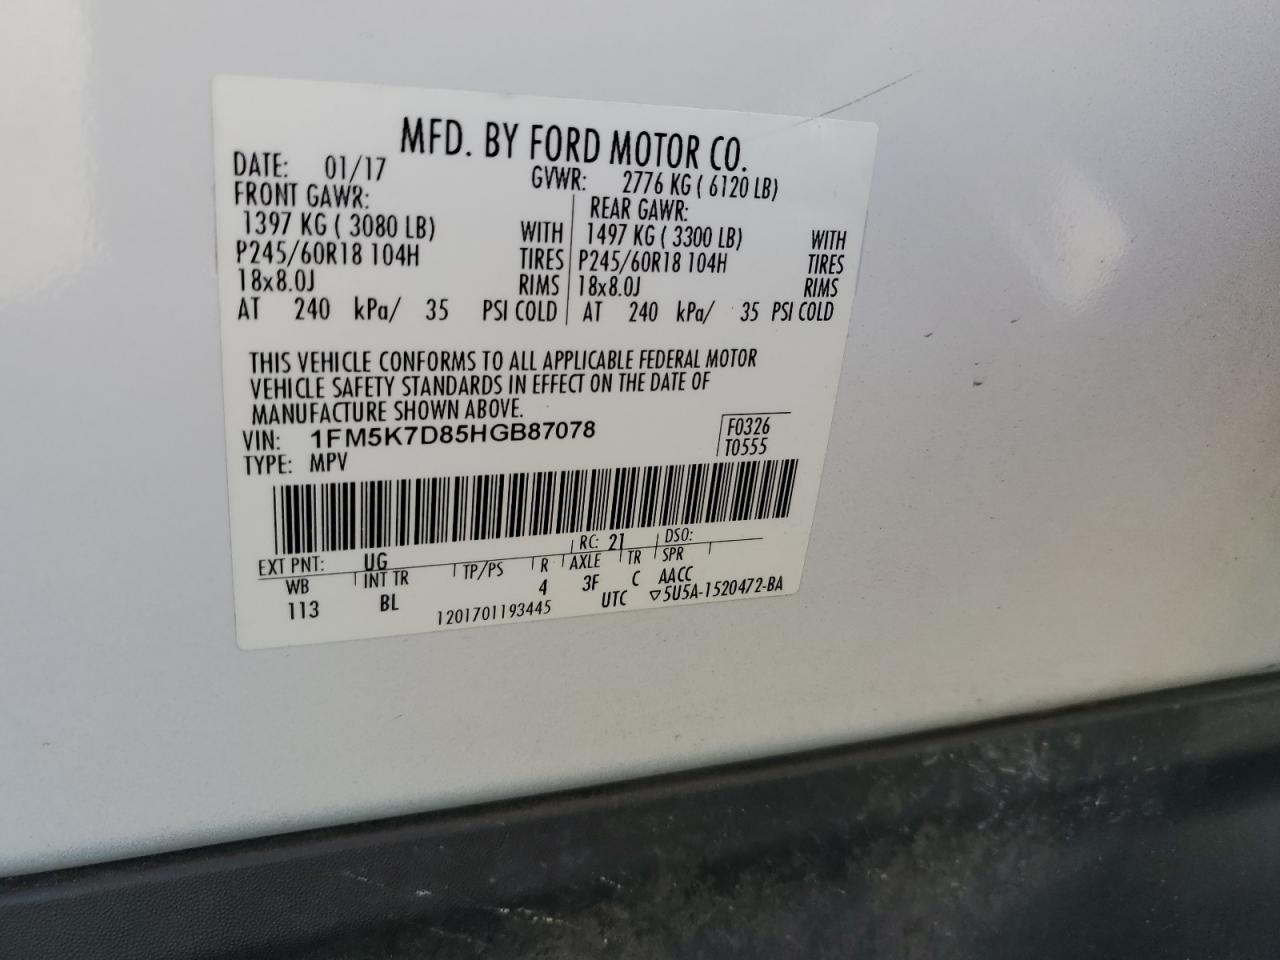 MFD. BY FORD MOTOR CO.
DATE: 01/17 GVWR: 2776 KG ( 6120 LB)
FRONT GAWR: REAR GAWR:
1397 KG ( 3080 LB) WITH 1497 KG ( 3300 LB) WITH
P245/60R18 104H TIRES P245/60R18 104H TIRES
18x8.0J RIMS 18x8.0J RIMS
AT 240 kPa/ 35 PSI COLD AT 240 kPa/ 35 PSI COLD
THIS VEHICLE CONFORMS TO ALL APPLICABLE FEDERAL MOTOR
VEHICLE SAFETY STANDARDS IN EFFECT ON THE DATE OF
MANUFACTURE SHOWN ABOVE.
VIN: 1FM5K7D85HGB87078 F0326
TYPE: MPV T0555
EXT PNT: UG RC: 21 DSO:
WB INT TR TP/PS R AXLE TR SPR
113 BL 4 3F C AACC
1201701193445 UTC ▽5U5A-1520472-BA